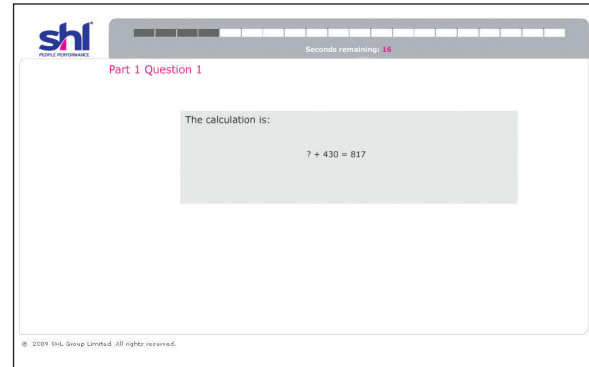 shl
PEOPLE PERFORMANCE
Seconds remaining: 16
Part 1 Question 1
The calculation is:
? + 430 = 817
© 2009 SHL Group Limited. All rights reserved.